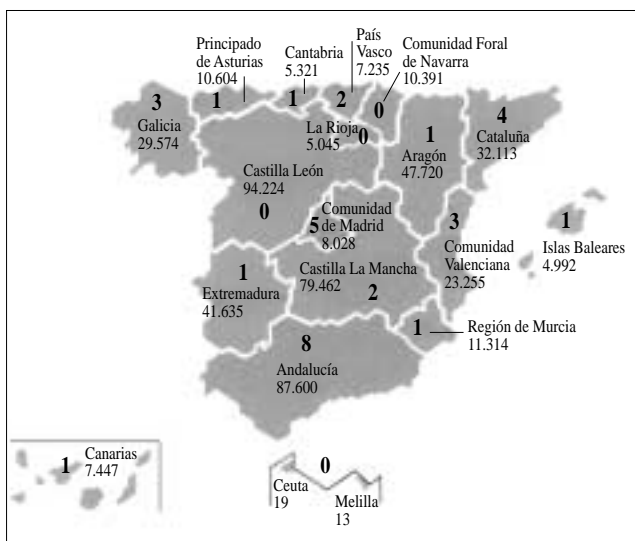 Principado
de Asturias
10.604
Cantabria
5.321
País
Vasco
7.235
Comunidad Foral
de Navarra
10.391
3
Galicia
29.574
1
1
2
0
La Rioja
5.045
0
1
Aragón
47.720
4
Cataluña
32.113
Castilla León
94.224
0
5
Comunidad
de Madrid
8.028
3
Comunidad
Valenciana
23.255
1
Islas Baleares
4.992
1
Extremadura
41.635
Castilla La Mancha
79.462
2
1
Región de Murcia
11.314
8
Andalucía
87.600
1
Canarias
7.447
0
Ceuta
19
Melilla
13